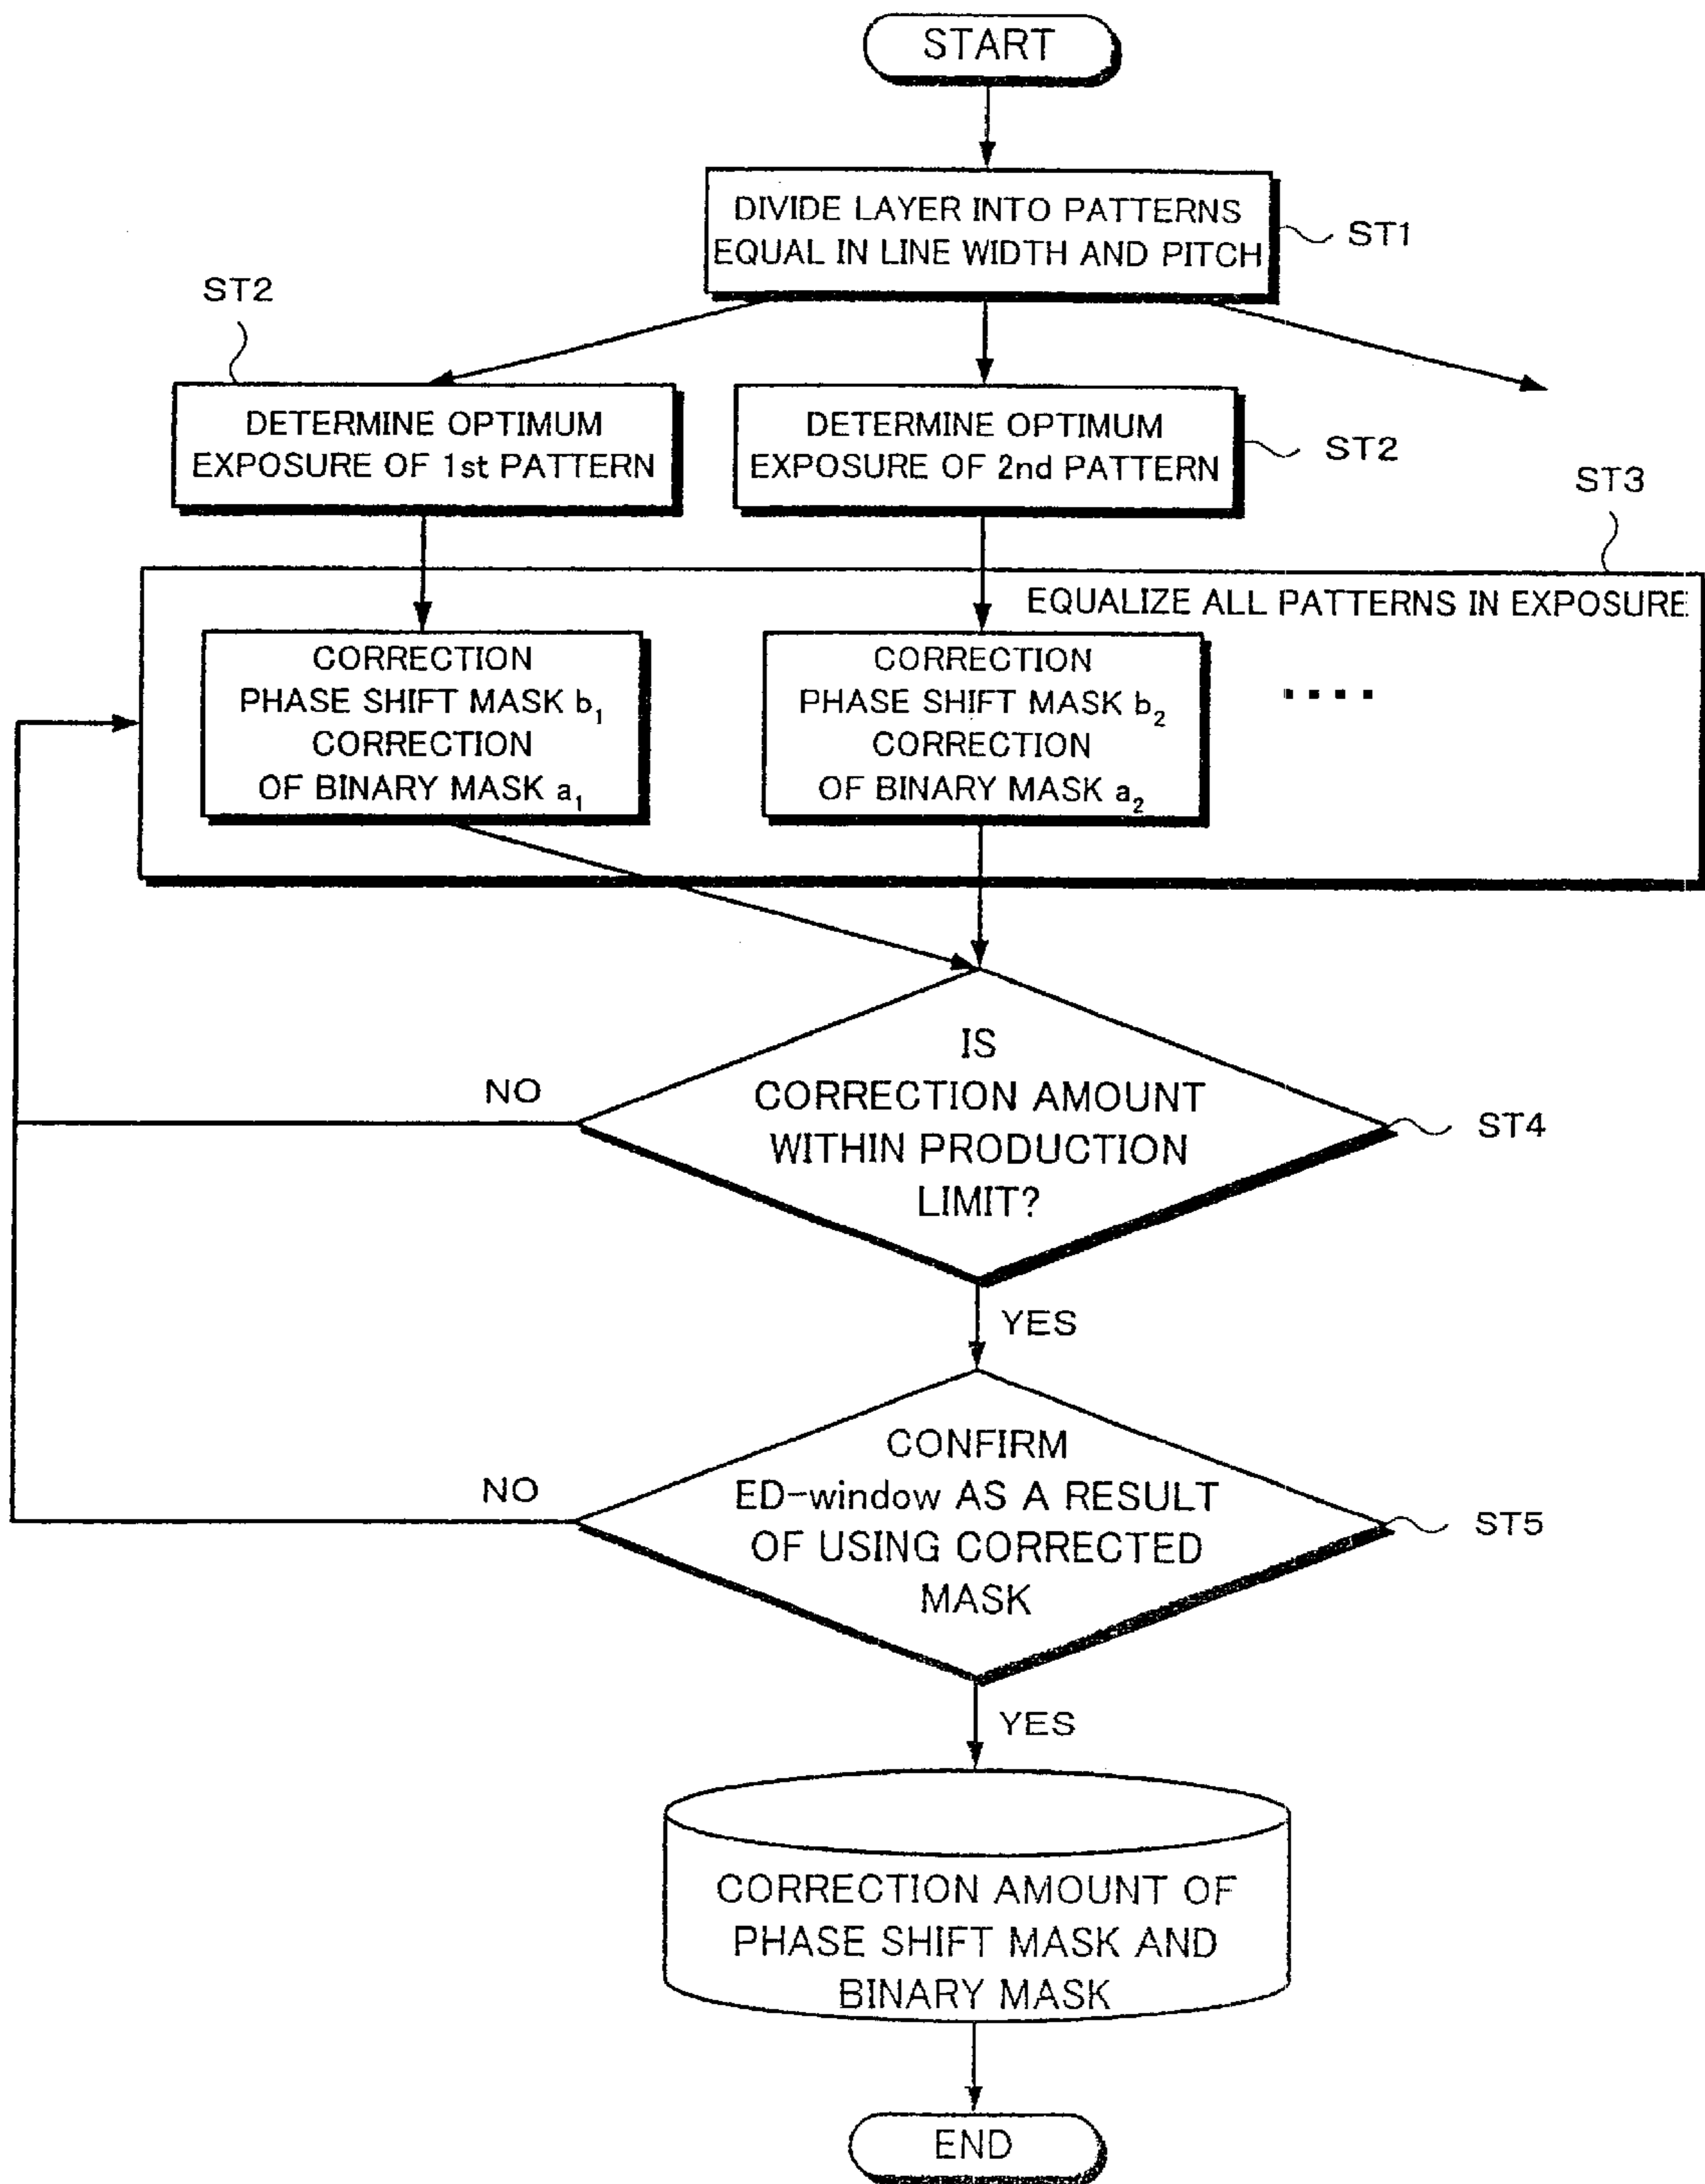 START
DIVIDE LAYER INTO PATTERNS
EQUAL IN LINE WIDTH AND PITCH
ST1
ST2
DETERMINE OPTIMUM
EXPOSURE OF 1st PATTERN
DETERMINE OPTIMUM
EXPOSURE OF 2nd PATTERN
ST2
ST3
EQUALIZE ALL PATTERNS IN EXPOSURE
CORRECTION
PHASE SHIFT MASK b₁
CORRECTION
OF BINARY MASK a₁
CORRECTION
PHASE SHIFT MASK b₂
CORRECTION
OF BINARY MASK a₂
....
IS
CORRECTION AMOUNT
WITHIN PRODUCTION
LIMIT?
NO
ST4
YES
CONFIRM
ED-window AS A RESULT
OF USING CORRECTED
MASK
NO
ST5
YES
CORRECTION AMOUNT OF
PHASE SHIFT MASK AND
BINARY MASK
END